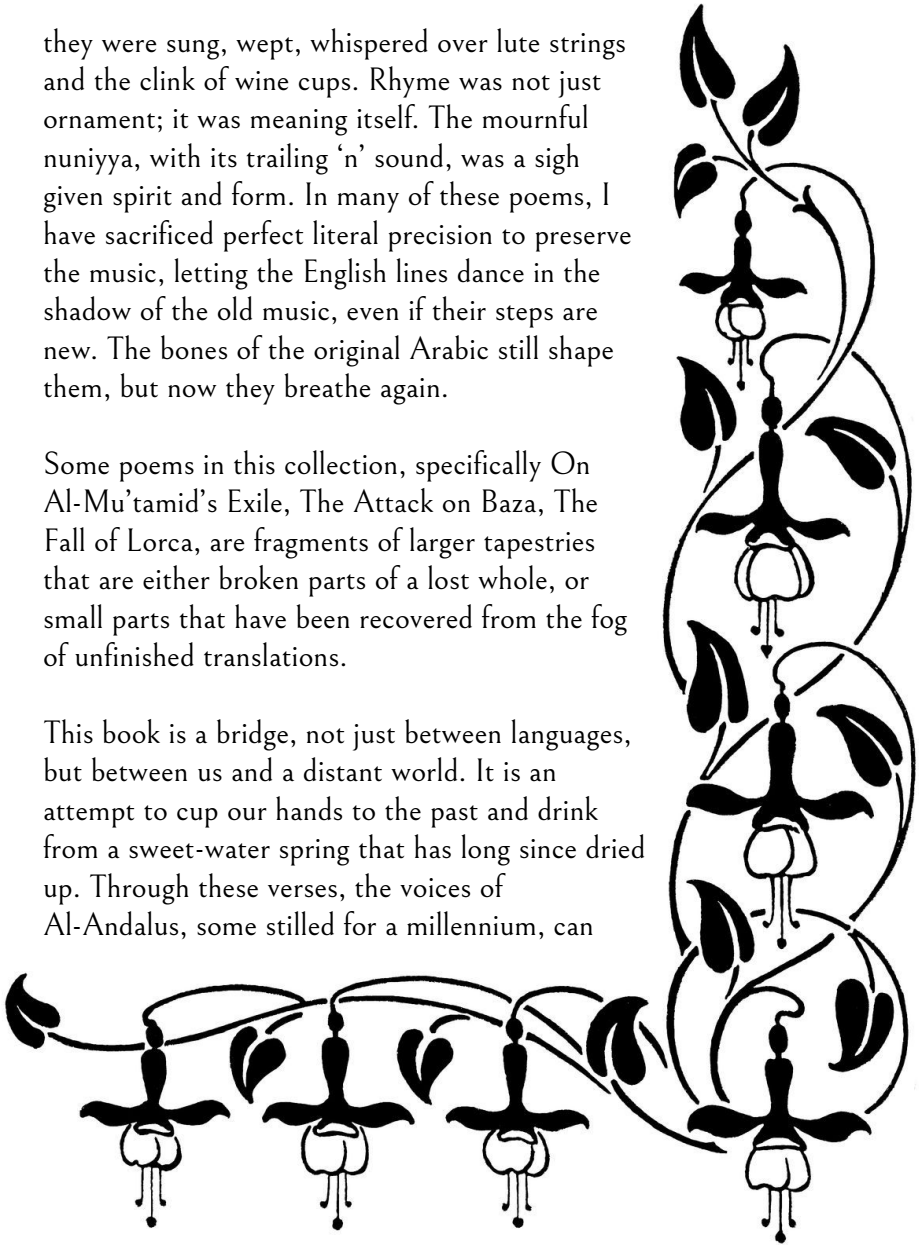 they were sung, wept, whispered over lute strings
and the clink of wine cups. Rhyme was not just
ornament; it was meaning itself. The mournful
nuniyya, with its trailing ‘n’ sound, was a sigh
given spirit and form. In many of these poems, I
have sacrificed perfect literal precision to preserve
the music, letting the English lines dance in the
shadow of the old music, even if their steps are
new. The bones of the original Arabic still shape
them, but now they breathe again.

Some poems in this collection, specifically On
Al-Mu’tamid’s Exile, The Attack on Baza, The
Fall of Lorca, are fragments of larger tapestries
that are either broken parts of a lost whole, or
small parts that have been recovered from the fog
of unfinished translations.

This book is a bridge, not just between languages,
but between us and a distant world. It is an
attempt to cup our hands to the past and drink
from a sweet-water spring that has long since dried
up. Through these verses, the voices of
Al-Andalus, some stilled for a millennium, can